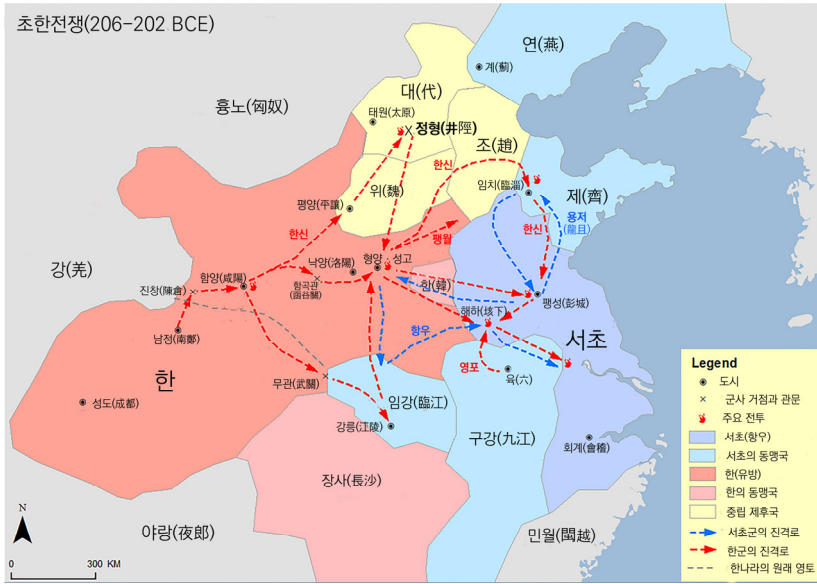 초한전쟁(206-202 BCE)
연(燕)
계(薊)
대(代)
흉노(匈奴)
태원(太原)
정형(井陘)
조(趙)
한신
임치(臨淄)
제(齊)
위(魏)
평양(平讓)
용저
(龍且)
한신
한신
팽월
강(羌)
낙양(洛陽)
형양·성고
함양(咸陽)
함곡관
(函谷關)
한(韓)
진창(陳倉)
팽성(彭城)
해하(垓下)
남정(南鄭)
항우
서초
한
무관(武關)
영포
육(六)
성도(成都)
임강(臨江)
강릉(江陵)
구강(九江)
회계(會稽)
장사(長沙)
야랑(夜郎)
민월(閩越)
N
0 300 KM
Legend
도시
군사 거점과 관문
주요 전투
서초(항우)
서초의 동맹국
한(유방)
한의 동맹국
중립 제후국
서초군의 진격로
한군의 진격로
한나라의 원래 영토